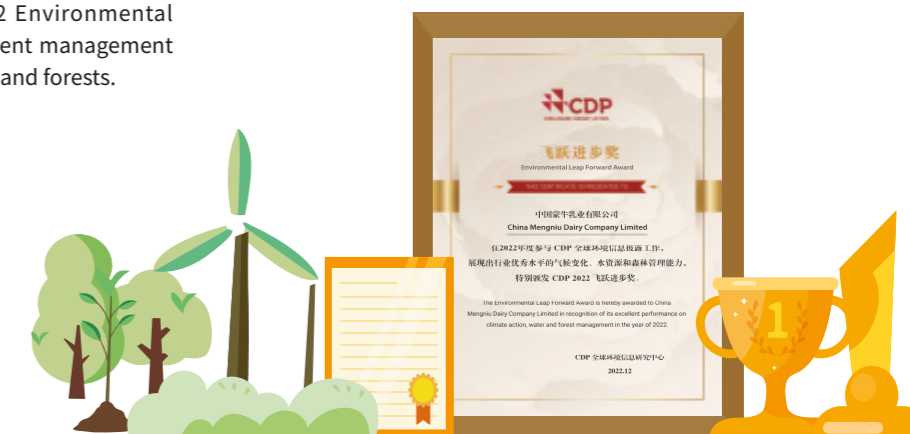 2 Environmental
ent management
and forests.
CDP
DISCLOSURE INSIGHT ACTION
飞跃进步奖
Environmental Leap Forward Award
THIS CERTIFICATE IS PRESENTED TO
中国蒙牛乳业有限公司
China Mengniu Dairy Company Limited
在2022年度参与 CDP 全球环境信息披露工作，
展现出行业优秀水平的气候变化、水资源和森林管理能力，
特别颁发 CDP 2022 飞跃进步奖。
The Environmental Leap Forward Award is hereby awarded to China
Mengniu Dairy Company Limited in recognition of its excellent performance on
climate action, water and forest management in the year of 2022.
CDP 全球环境信息研究中心
2022.12
1